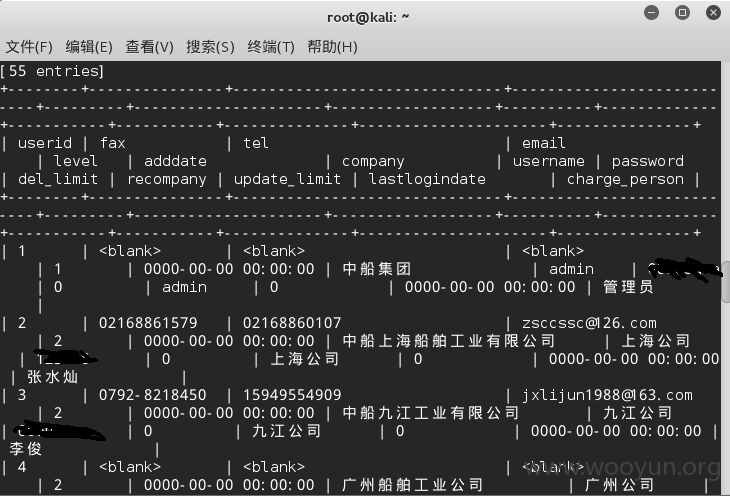 root@kali: ~
文件(F) 编辑(E) 查看(V) 搜索(S) 终端(T) 帮助(H)
[55 entries]
+--------+--------------+-----------------------------+----------------------
----+---------+--------------------+-----------------+----------+------------
+-----------+------------+--------------+---------------------+---------------+
| userid | fax | tel | email
| level | adddate | company | username | password
| del_limit | recompany | update_limit | lastlogindate | charge_person |
+--------+--------------+-----------------------------+----------------------
----+---------+--------------------+-----------------+----------+------------
+-----------+------------+--------------+---------------------+---------------+
| 1 | <blank> | <blank> | <blank>
| 1 | 0000-00-00 00:00:00 | 中船集团 | admin |
| 0 | admin | 0 | 0000-00-00 00:00:00 | 管理员
|
| 2 | 02168861579 | 02168860107 | zsccssc@126.com
| 2 | 0000-00-00 00:00:00 | 中船上海船舶工业有限公司 | 上海公司
| | 0 | 上海公司 | 0 | 0000-00-00 00:00:00
| 张水灿 |
| 3 | 0792-8218450 | 15949554909 | jxlijun1988@163.com
| 2 | 0000-00-00 00:00:00 | 中船九江工业有限公司 | 九江公司
| | 0 | 九江公司 | 0 | 0000-00-00 00:00:00 |
李俊 |
| 4 | <blank> | <blank> | <blank>
www.wooyun.org
| 2 | 0000-00-00 00:00:00 | 广州船舶工业公司 | 广州公司 |